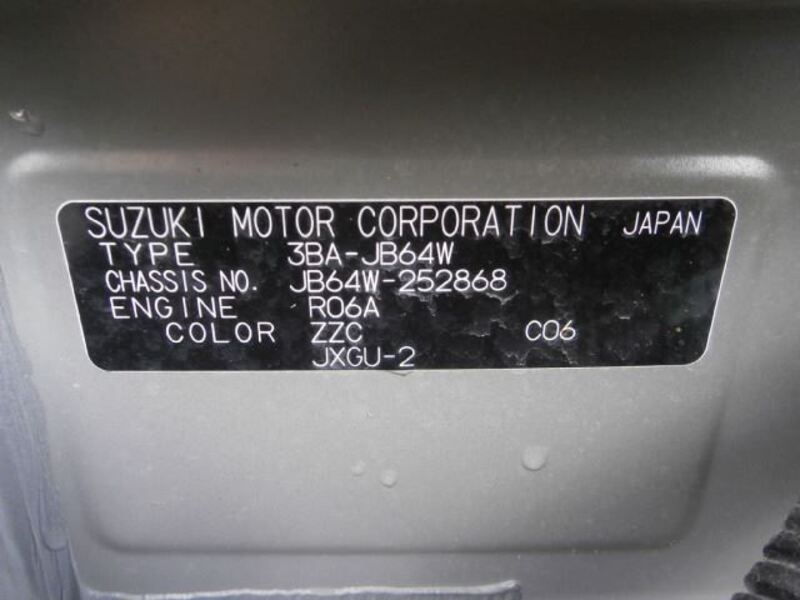 SUZUKI MOTOR CORPORATION JAPAN
TYPE 3BA-JB64W
CHASSIS NO. JB64W-252868
ENGINE R06A
COLOR ZZC C06
JXGU-2